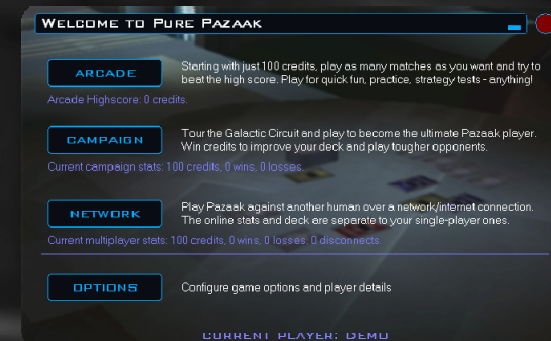 Welcome to Pure Pazaak
ARCADE
Starting with just 100 credits, play as many matches as you want and try to
beat the high score. Play for quick fun, practice, strategy tests - anything!
Arcade Highscore: 0 credits.
CAMPAIGN
Tour the Galactic Circuit and play to become the ultimate Pazaak player.
Win credits to improve your deck and play tougher opponents.
Current campaign stats: 100 credits, 0 wins, 0 losses.
NETWORK
Play Pazaak against another human over a network/internet connection.
The online stats and deck are separate to your single-player ones.
Current multiplayer stats: 100 credits, 0 wins, 0 losses. 0 disconnects.
OPTIONS
Configure game options and player details
Current player: Demo